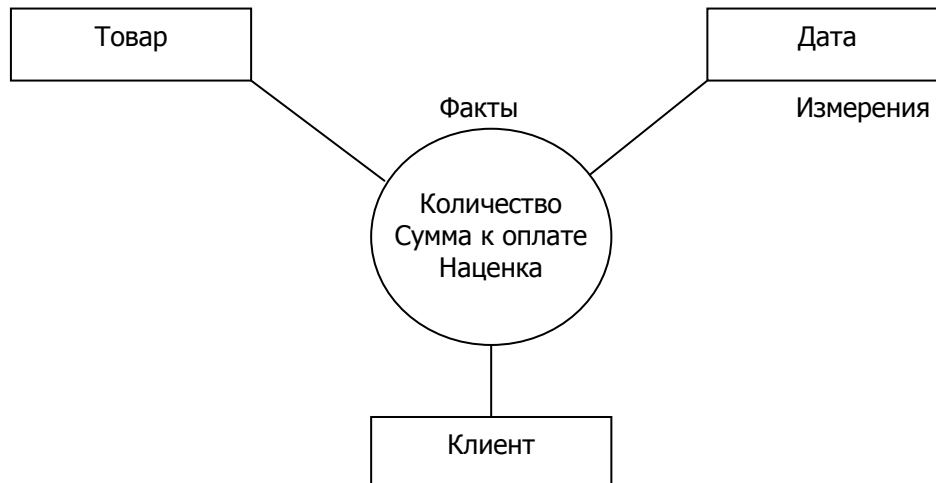 Товар
Дата
Факты
Измерения
Количество
Сумма к оплате
Наценка
Клиент